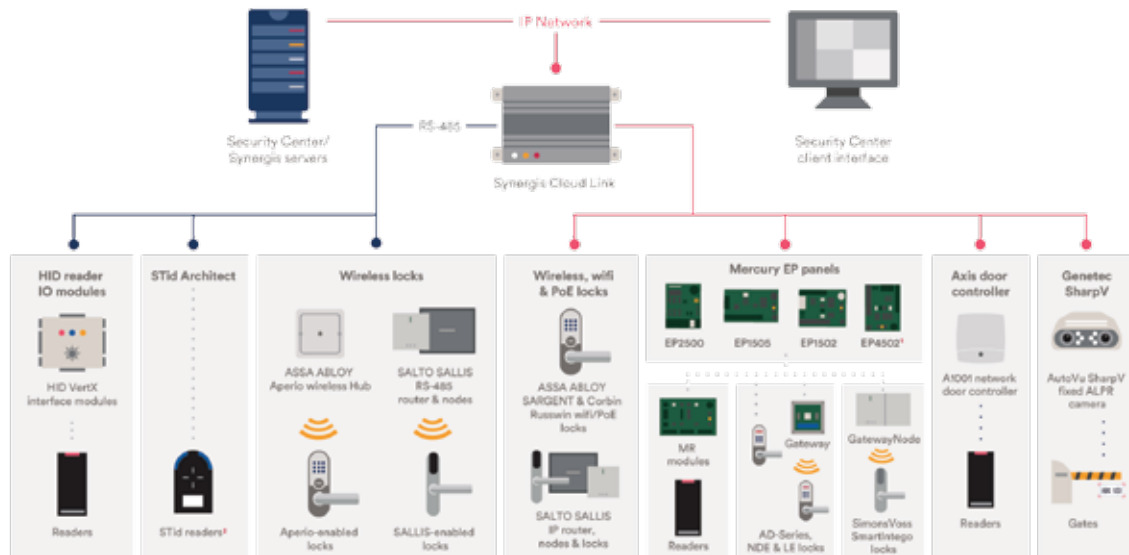 IP Network
Security Center/
Synergis servers
RS-485
Synergis Cloud Link
Security Center
client interface
HID reader
IO modules
HID VertX
interface modules
Readers
STid Architect
STid readers²
Wireless locks
ASSA ABLOY
Aperio wireless Hub
SALTO SALLIS
RS-485
router & nodes
Aperio-enabled
locks
SALLIS-enabled
locks
Wireless, wifi
& PoE locks
ASSA ABLOY
SARGENT & Corbin
Russwin wifi/PoE
locks
SALTO SALLIS
IP router,
nodes & locks
Mercury EP panels
EP2500
EP1505
EP1502
EP4502¹
MR
modules
Readers
Gateway
AD-Series,
NDE & LE locks
GatewayNode
SimonsVoss
SmartIntego
locks
Axis door
controller
A1001 network
door controller
Readers
Genetec
SharpV
AutoVu SharpV
fixed ALPR
camera
Gates